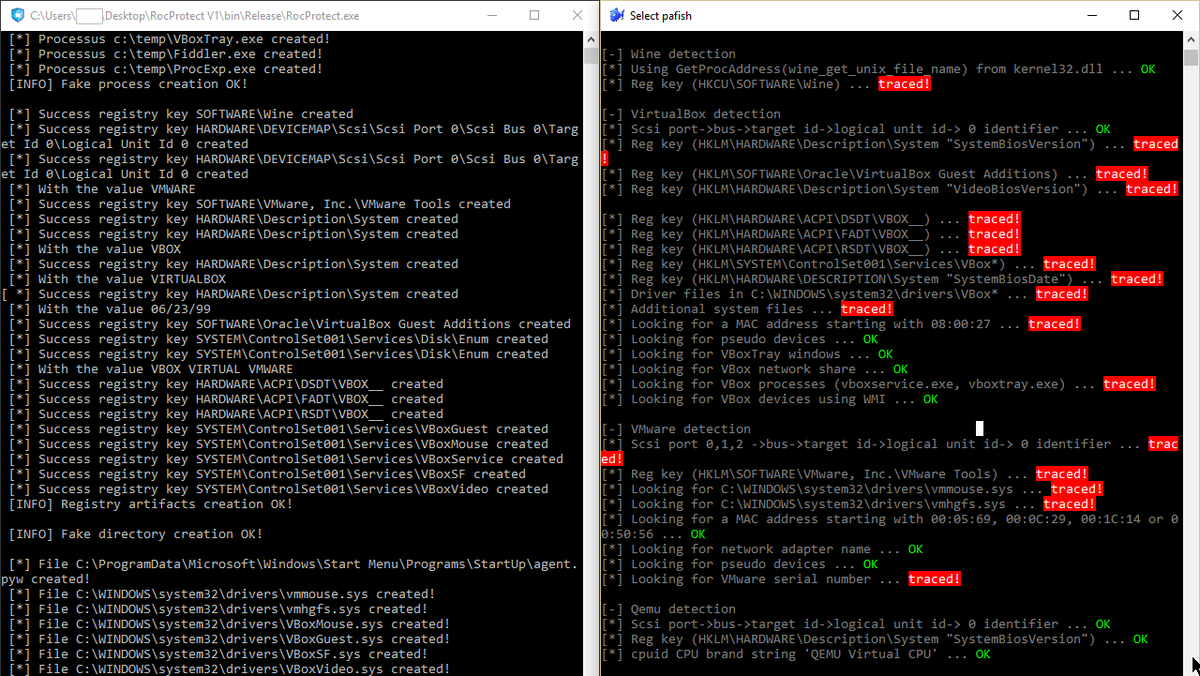 C:\Users\ Desktop\RocProtect V1\bin\Release\RocProtect.exe
[*] Processus c:\temp\VBoxTray.exe created!
[*] Processus c:\temp\Fiddler.exe created!
[*] Processus c:\temp\ProcExp.exe created!
[INFO] Fake process creation OK!
[*] Success registry key SOFTWARE\Wine created
[*] Success registry key HARDWARE\DEVICEMAP\Scsi\Scsi Port 0\Scsi Bus 0\Targ
et Id 0\Logical Unit Id 0 created
[*] Success registry key HARDWARE\DEVICEMAP\Scsi\Scsi Port 0\Scsi Bus 0\Targ
et Id 0\Logical Unit Id 0 created
[*] With the value VMWARE
[*] Success registry key SOFTWARE\VMware, Inc.\VMware Tools created
[*] Success registry key HARDWARE\Description\System created
[*] Success registry key HARDWARE\Description\System created
[*] With the value VBOX
[*] Success registry key HARDWARE\Description\System created
[*] With the value VIRTUALBOX
[ *] Success registry key HARDWARE\Description\System created
[*] With the value 06/23/99
[*] Success registry key SOFTWARE\Oracle\VirtualBox Guest Additions created
[*] Success registry key SYSTEM\ControlSet001\Services\Disk\Enum created
[*] Success registry key SYSTEM\ControlSet001\Services\Disk\Enum created
[*] With the value VBOX VIRTUAL VMWARE
[*] Success registry key HARDWARE\ACPI\DSDT\VBOX__ created
[*] Success registry key HARDWARE\ACPI\FADT\VBOX__ created
[*] Success registry key HARDWARE\ACPI\RSDT\VBOX__ created
[*] Success registry key SYSTEM\ControlSet001\Services\VBoxGuest created
[*] Success registry key SYSTEM\ControlSet001\Services\VBoxMouse created
[*] Success registry key SYSTEM\ControlSet001\Services\VBoxService created
[*] Success registry key SYSTEM\ControlSet001\Services\VBoxSF created
[*] Success registry key SYSTEM\ControlSet001\Services\VBoxVideo created
[INFO] Registry artifacts creation OK!
[INFO] Fake directory creation OK!
[*] File C:\ProgramData\Microsoft\Windows\Start Menu\Programs\StartUp\agent.
pyw created!
[*] File C:\WINDOWS\system32\drivers\vmmouse.sys created!
[*] File C:\WINDOWS\system32\drivers\vmhgfs.sys created!
[*] File C:\WINDOWS\system32\drivers\VBoxMouse.sys created!
[*] File C:\WINDOWS\system32\drivers\VBoxGuest.sys created!
[*] File C:\WINDOWS\system32\drivers\VBoxSF.sys created!
[*] File C:\WINDOWS\system32\drivers\VBoxVideo.sys created!
Select pafish
[-] Wine detection
[*] Using GetProcAddress(wine_get_unix_file_name) from kernel32.dll ... OK
[*] Reg key (HKCU\SOFTWARE\Wine) ... traced!
[-] VirtualBox detection
[*] Scsi port->bus->target id->logical unit id-> 0 identifier ... OK
[*] Reg key (HKLM\HARDWARE\Description\System "SystemBiosVersion") ... traced
!
[*] Reg key (HKLM\SOFTWARE\Oracle\VirtualBox Guest Additions) ... traced!
[*] Reg key (HKLM\HARDWARE\Description\System "VideoBiosVersion") ... traced!
[*] Reg key (HKLM\HARDWARE\ACPI\DSDT\VBOX__) ... traced!
[*] Reg key (HKLM\HARDWARE\ACPI\FADT\VBOX__) ... traced!
[*] Reg key (HKLM\HARDWARE\ACPI\RSDT\VBOX__) ... traced!
[*] Reg key (HKLM\SYSTEM\ControlSet001\Services\VBox*) ... traced!
[*] Reg key (HKLM\HARDWARE\DESCRIPTION\System "SystemBiosDate") ... traced!
[*] Driver files in C:\WINDOWS\system32\drivers\VBox* ... traced!
[*] Additional system files ... traced!
[*] Looking for a MAC address starting with 08:00:27 ... traced!
[*] Looking for pseudo devices ... OK
[*] Looking for VBoxTray windows ... OK
[*] Looking for VBox network share ... OK
[*] Looking for VBox processes (vboxservice.exe, vboxtray.exe) ... traced!
[*] Looking for VBox devices using WMI ... OK
[-] VMware detection
[*] Scsi port 0,1,2 ->bus->target id->logical unit id-> 0 identifier ... trac
ed!
[*] Reg key (HKLM\SOFTWARE\VMware, Inc.\VMware Tools) ... traced!
[*] Looking for C:\WINDOWS\system32\drivers\vmmouse.sys ... traced!
[*] Looking for C:\WINDOWS\system32\drivers\vmhgfs.sys ... traced!
[*] Looking for a MAC address starting with 00:05:69, 00:0C:29, 00:1C:14 or 0
0:50:56 ... OK
[*] Looking for network adapter name ... OK
[*] Looking for pseudo devices ... OK
[*] Looking for VMware serial number ... traced!
[-] Qemu detection
[*] Scsi port->bus->target id->logical unit id-> 0 identifier ... OK
[*] Reg key (HKLM\HARDWARE\Description\System "SystemBiosVersion") ... OK
[*] cpuid CPU brand string 'QEMU Virtual CPU' ... OK